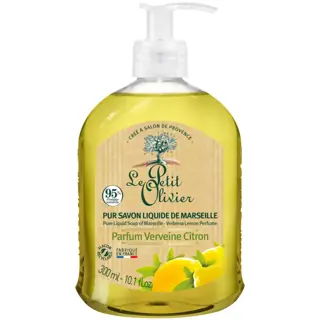 CRÉÉ À SALON DE PROVENCE
Le Petit
Olivier
95%
PUR SAVON LIQUIDE DE MARSEILLE
Pure Liquid Soap of Marseille - Verbena Lemon Perfume
Parfum Verveine Citron
FABRIQUÉ
EN FRANCE
300 ml - 10.1 fl.oz